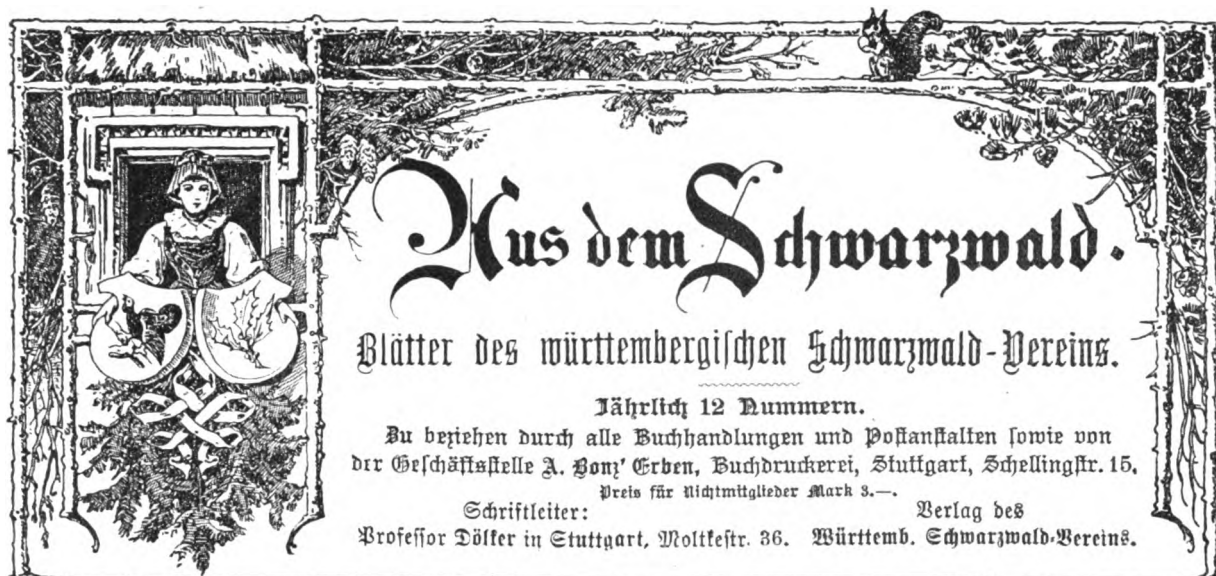 Aus dem Schwarzwald.
Blätter des württembergischen Schwarzwald-Vereins.
Jährlich 12 Nummern.
Zu beziehen durch alle Buchhandlungen und Postanstalten sowie von
der Geschäftsstelle A. Bonz' Erben, Buchdruckerei, Stuttgart, Schellingstr. 15.
Preis für Nichtmitglieder Mark 3.—.
Schriftleiter:
Professor Dölker in Stuttgart, Moltkestr. 36.
Verlag des
Württemb. Schwarzwald-Vereins.